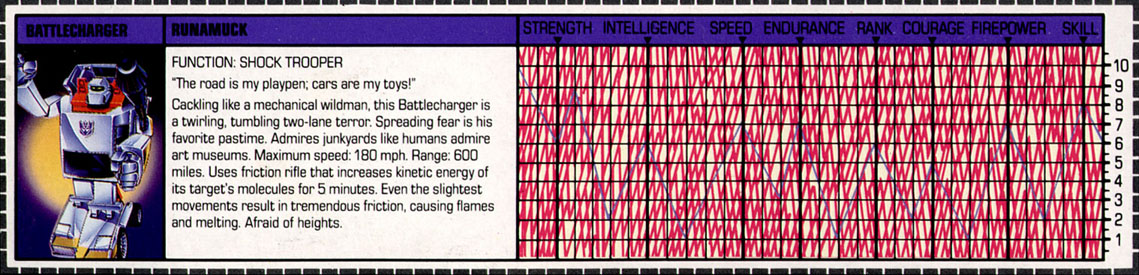 BATTLECHARGER
RUNAMUCK
STRENGTH INTELLIGENCE SPEED ENDURANCE RANK COURAGE FIREPOWER SKILL
FUNCTION: SHOCK TROOPER
"The road is my playpen; cars are my toys!"
Cackling like a mechanical wildman, this Battlecharger is
a twirling, tumbling two-lane terror. Spreading fear is his
favorite pastime. Admires junkyards like humans admire
art museums. Maximum speed: 180 mph. Range: 600
miles. Uses friction rifle that increases kinetic energy of
its target's molecules for 5 minutes. Even the slightest
movements result in tremendous friction, causing flames
and melting. Afraid of heights.
10
9
8
7
6
5
4
3
2
1